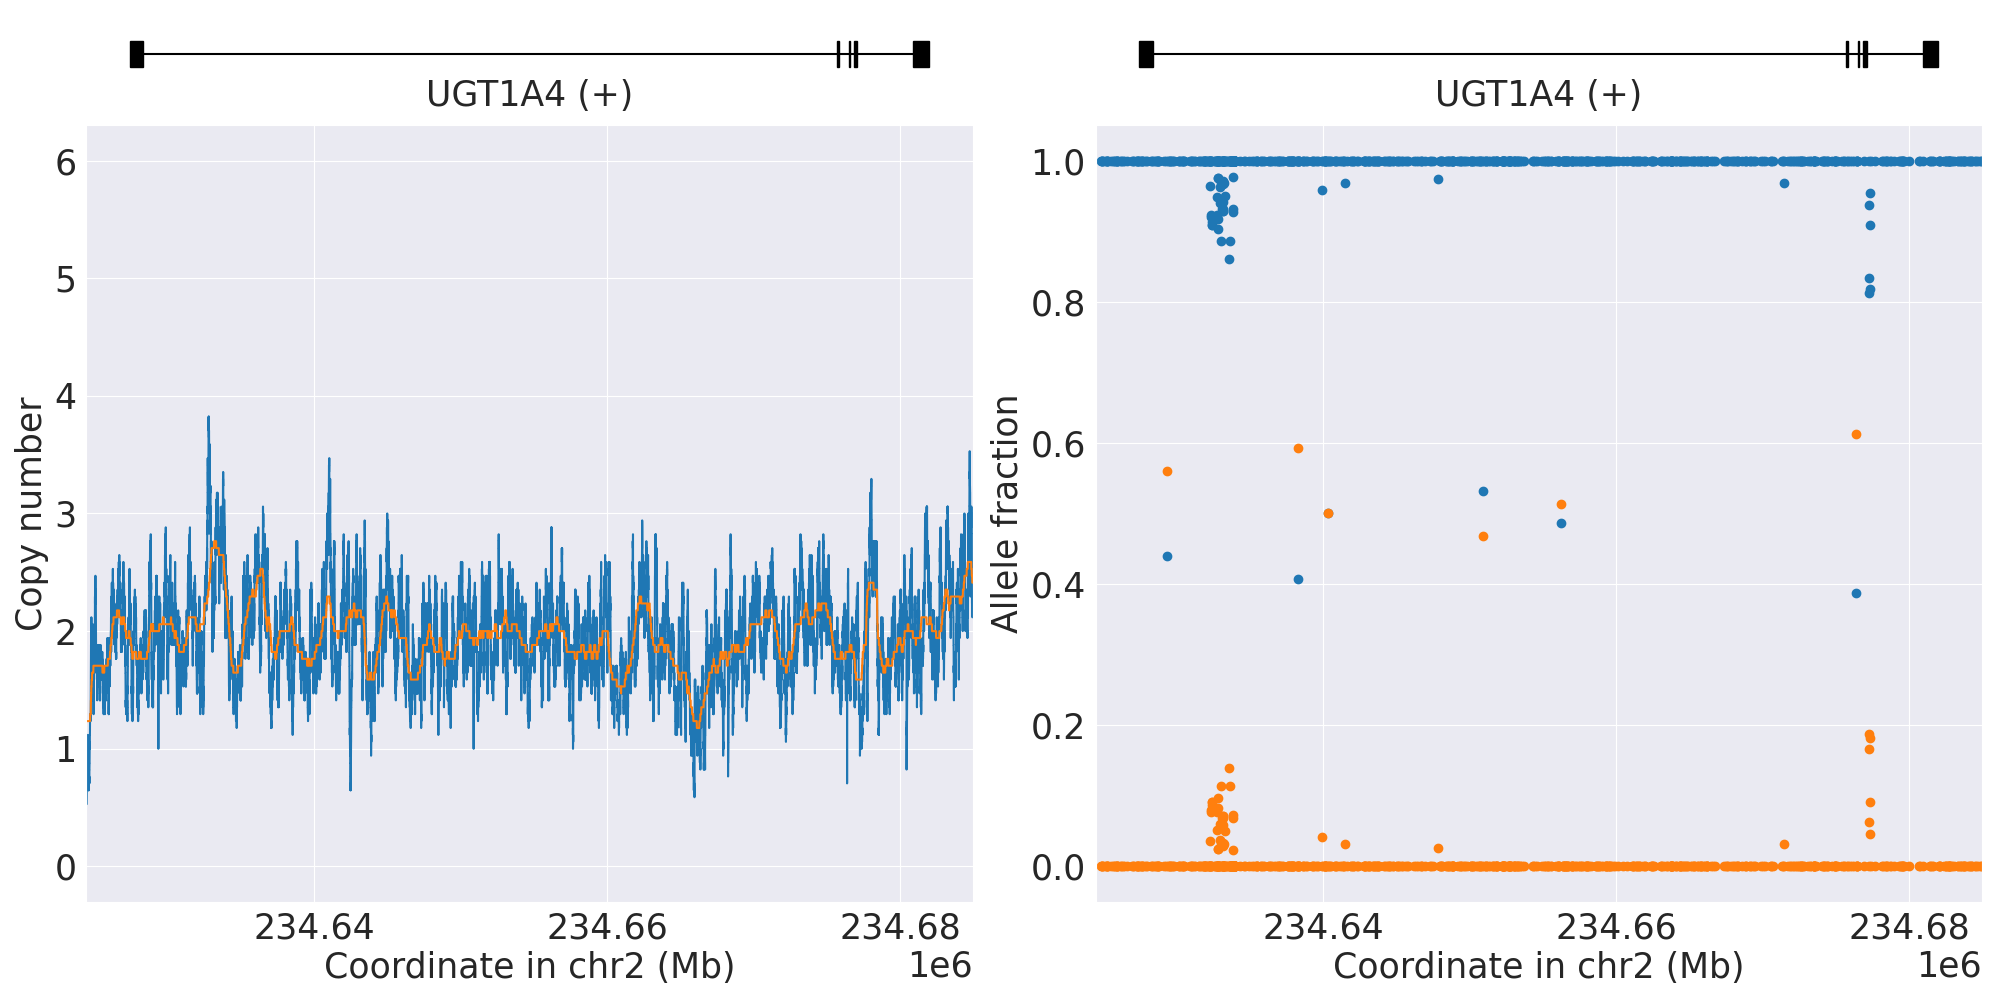 UGT1A4 (+)
6
5
4
3
2
1
0
Copy number
234.64 234.66 234.68
1e6
Coordinate in chr2 (Mb)
UGT1A4 (+)
1.0
0.8
0.6
0.4
0.2
0.0
Allele fraction
234.64 234.66 234.68
1e6
Coordinate in chr2 (Mb)